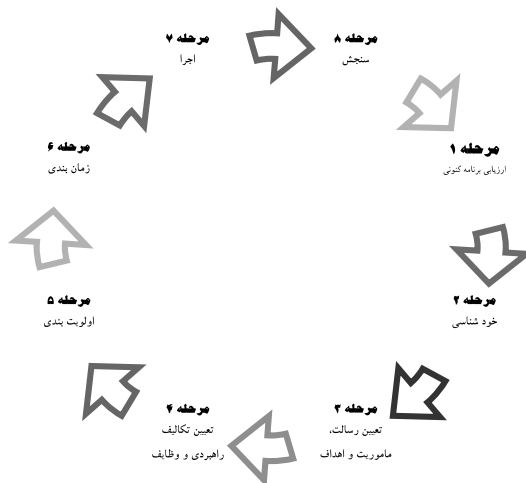 مرحله ۱
ارزیابی برنامه کنونی
مرحله ۲
خود شناسی
مرحله ۳
تعیین رسالت،
ماموریت و اهداف
مرحله ۴
تعیین تکالیف
راهبردی و وظایف
مرحله ۵
اولویت بندی
مرحله ۶
زمان بندی
مرحله ۷
اجرا
مرحله ۸
سنجش